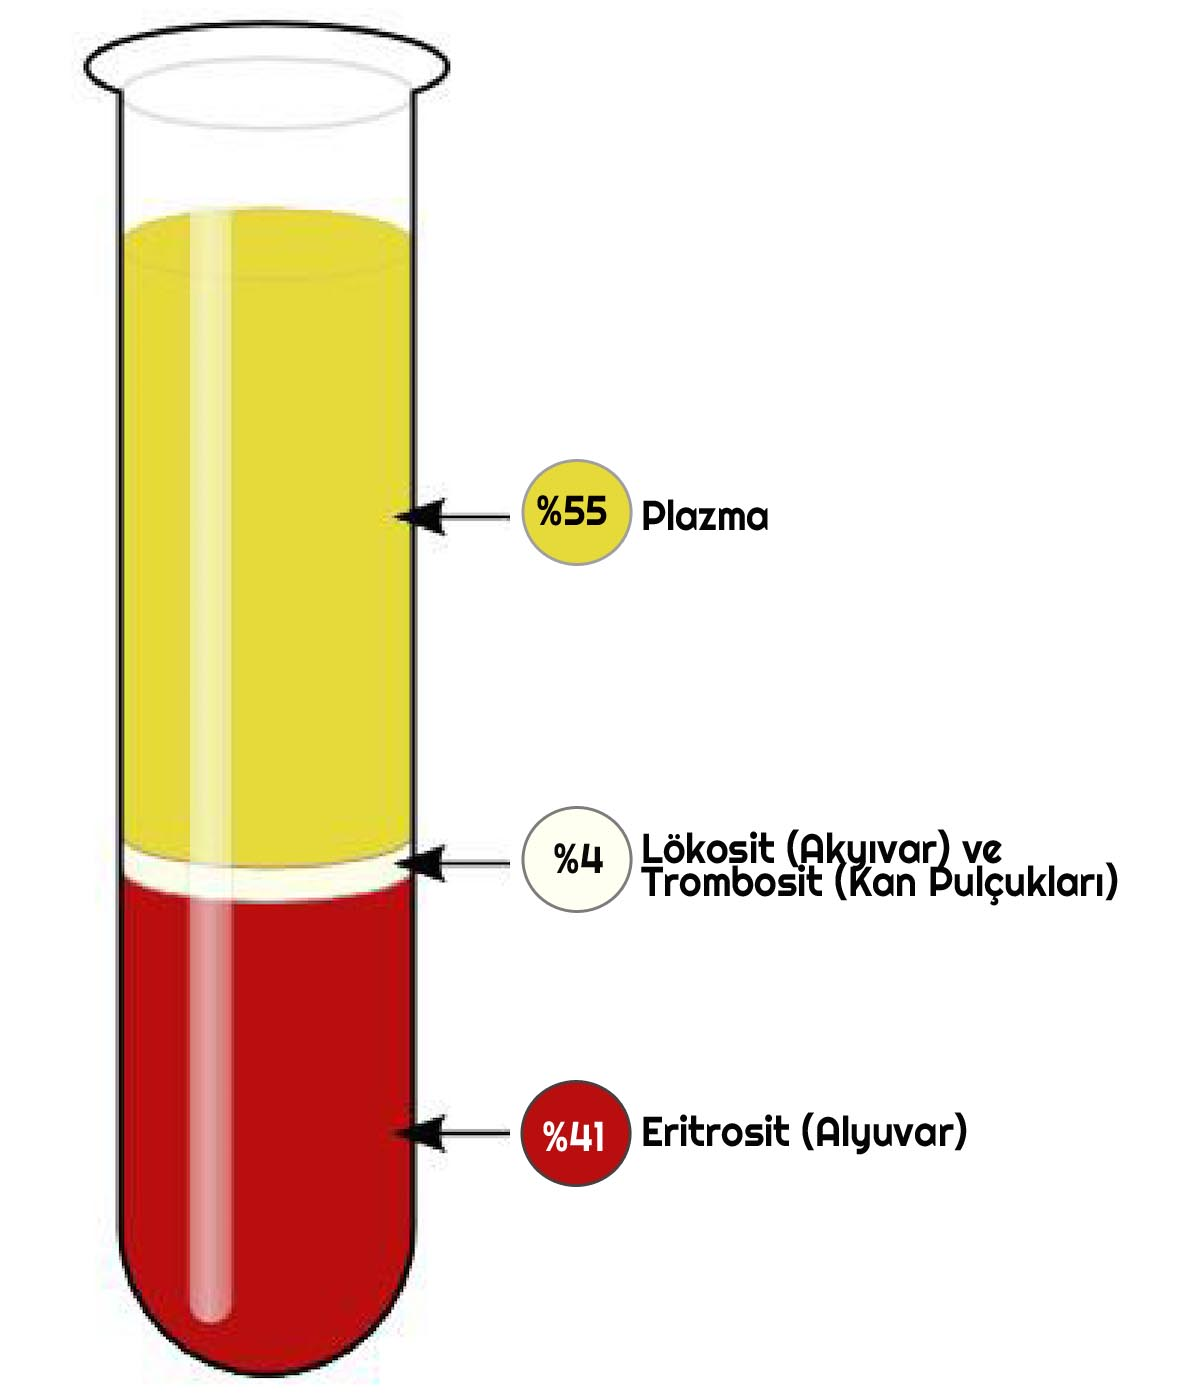 %55 Plazma
%4 Lökosit (Akyuvar) ve
Trombosit (Kan Pulçukları)
%41 Eritrosit (Alyuvar)